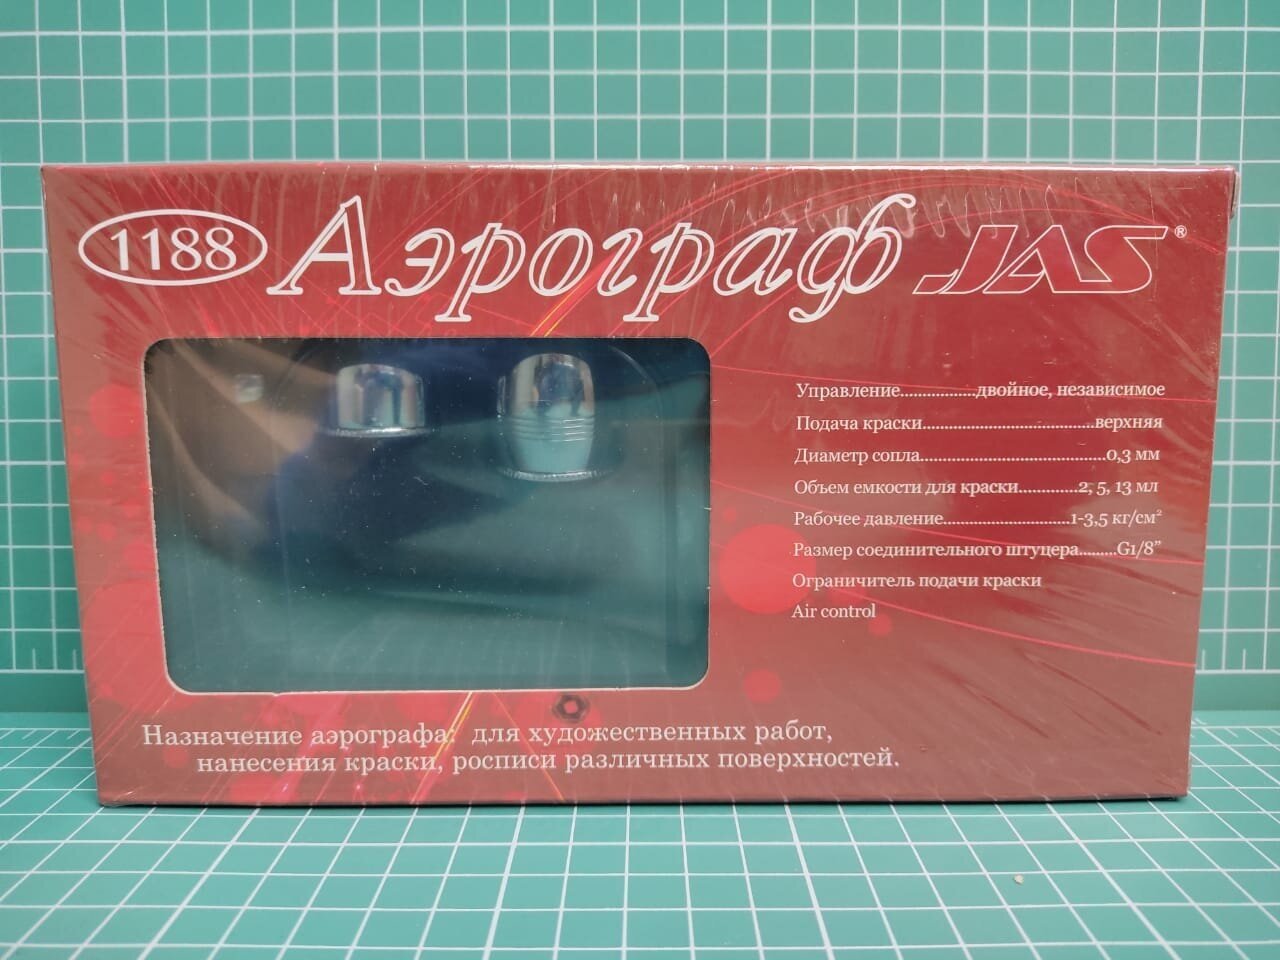 1188 Аэрограф JAS®
Управление.................двойное, независимое
Подача краски.......................................верхняя
Диаметр сопла..........................................0,3 мм
Объем емкости для краски.............2, 5, 13 мл
Рабочее давление.............................1-3,5 кг/см²
Размер соединительного штуцера.........G1/8”
Ограничитель подачи краски
Air control
Назначение аэрографа: для художественных работ,
нанесения краски, росписи различных поверхностей.